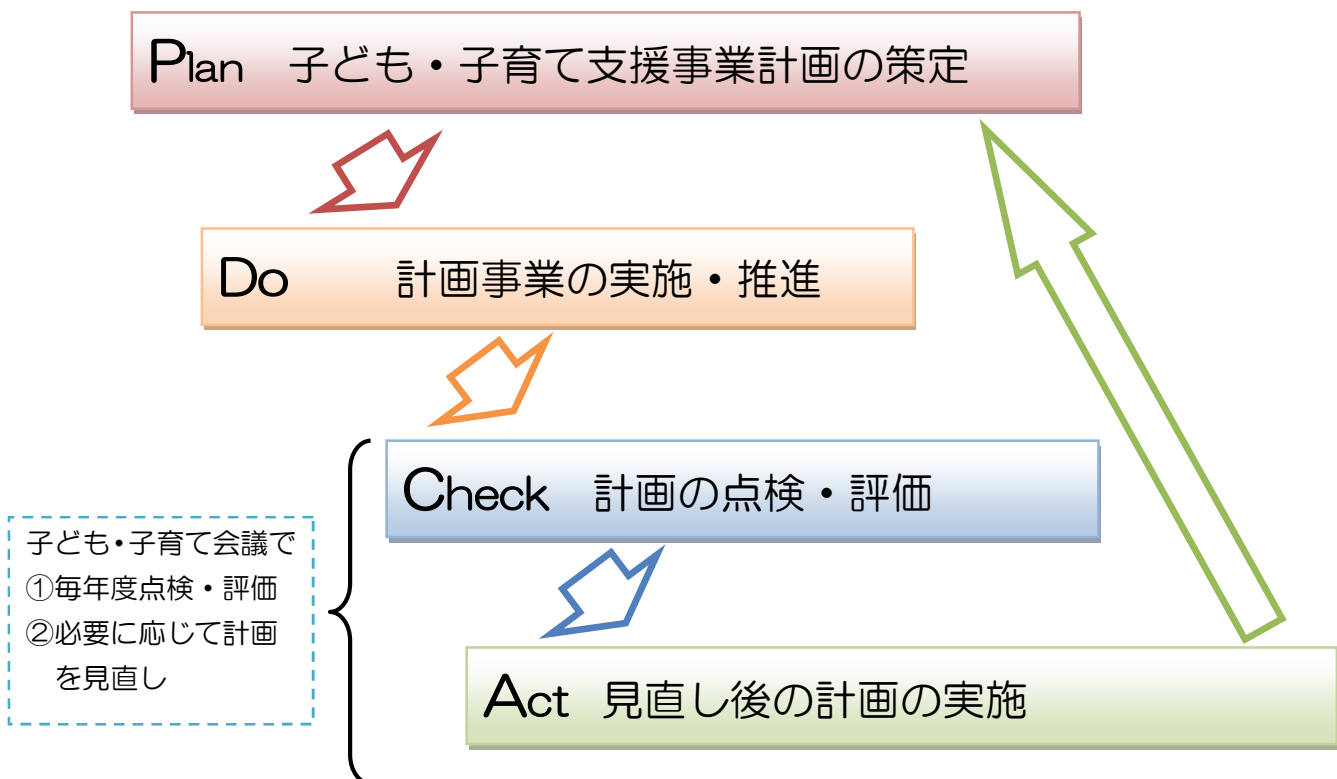 Plan 子ども・子育て支援事業計画の策定
Do 計画事業の実施・推進
Check 計画の点検・評価
子ども・子育て会議で
①毎年度点検・評価
②必要に応じて計画
を見直し
Act 見直し後の計画の実施